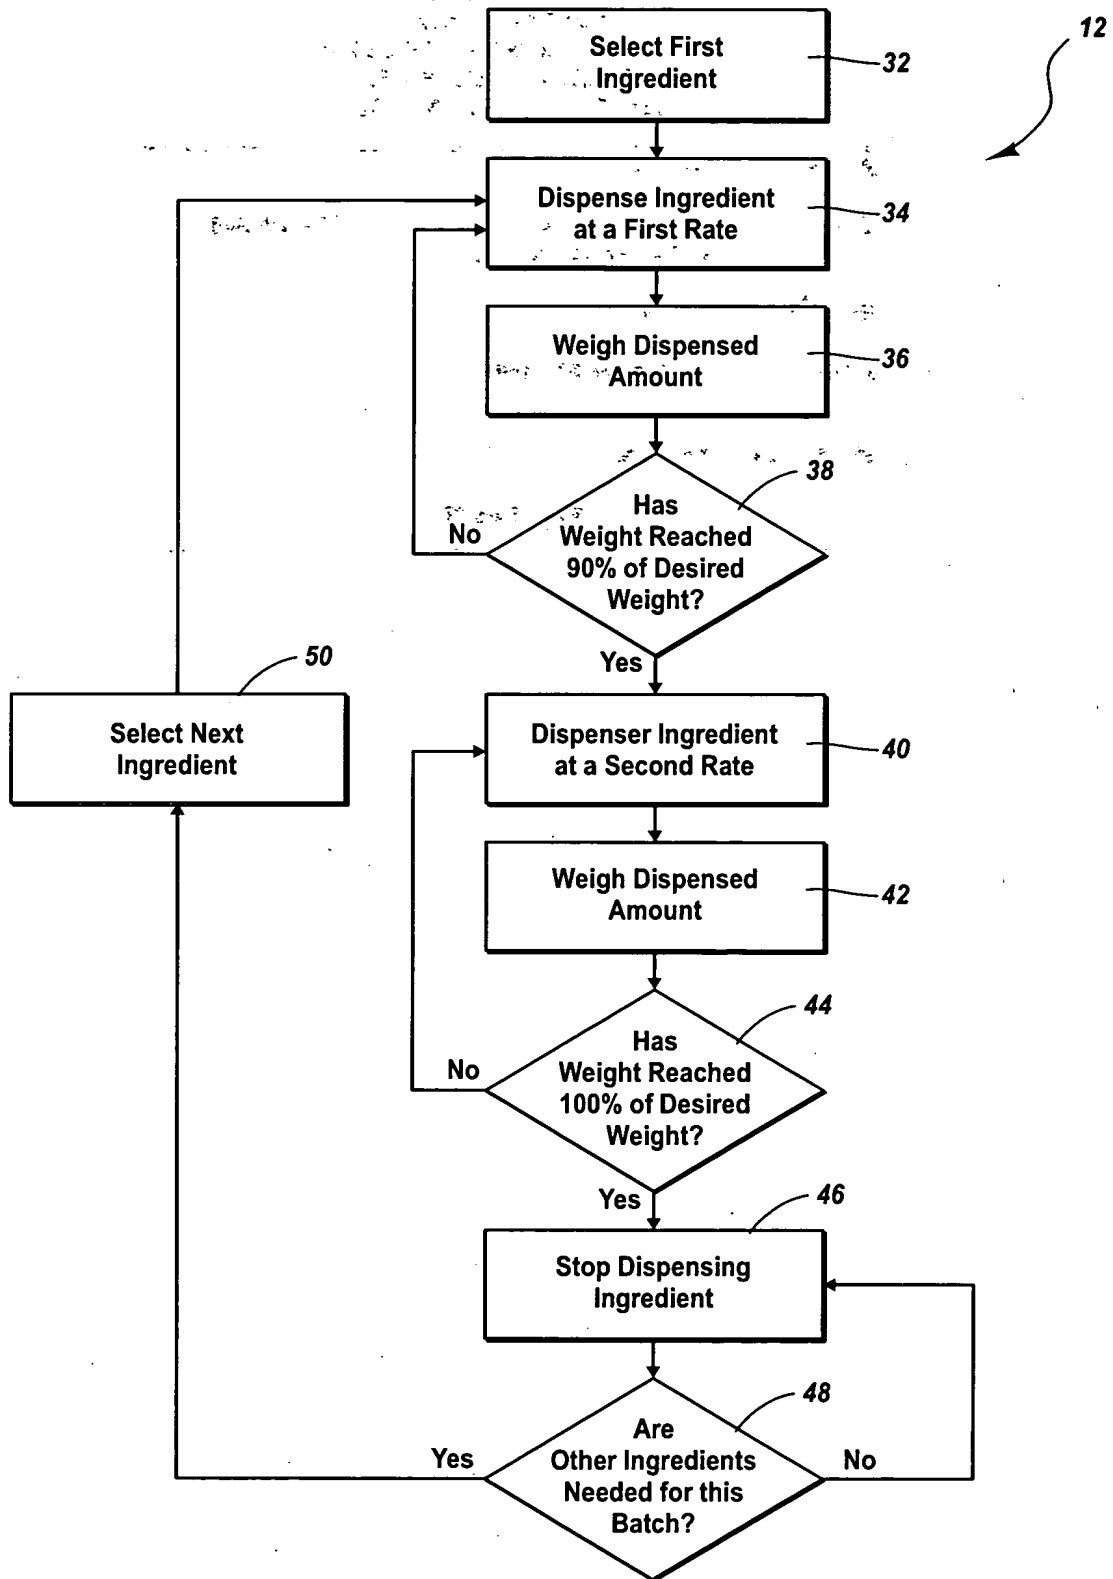 12
Select First
Ingredient
32
Dispense Ingredient
at a First Rate
34
Weigh Dispensed
Amount
36
Has
Weight Reached
90% of Desired
Weight?
38
No
Yes
50
Select Next
Ingredient
Dispenser Ingredient
at a Second Rate
40
Weigh Dispensed
Amount
42
Has
Weight Reached
100% of Desired
Weight?
44
No
Yes
46
Stop Dispensing
Ingredient
48
Are
Other Ingredients
Needed for this
Batch?
Yes
No